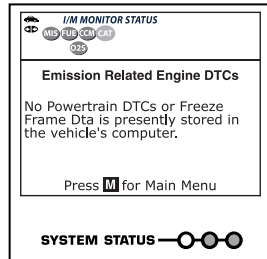 I/M MONITOR STATUS
MIS FUE CCM CAT
O2S
Emission Related Engine DTCs
No Powertrain DTCs or Freeze
Frame Dta is presently stored in
the vehicle's computer.
Press M for Main Menu
SYSTEM STATUS